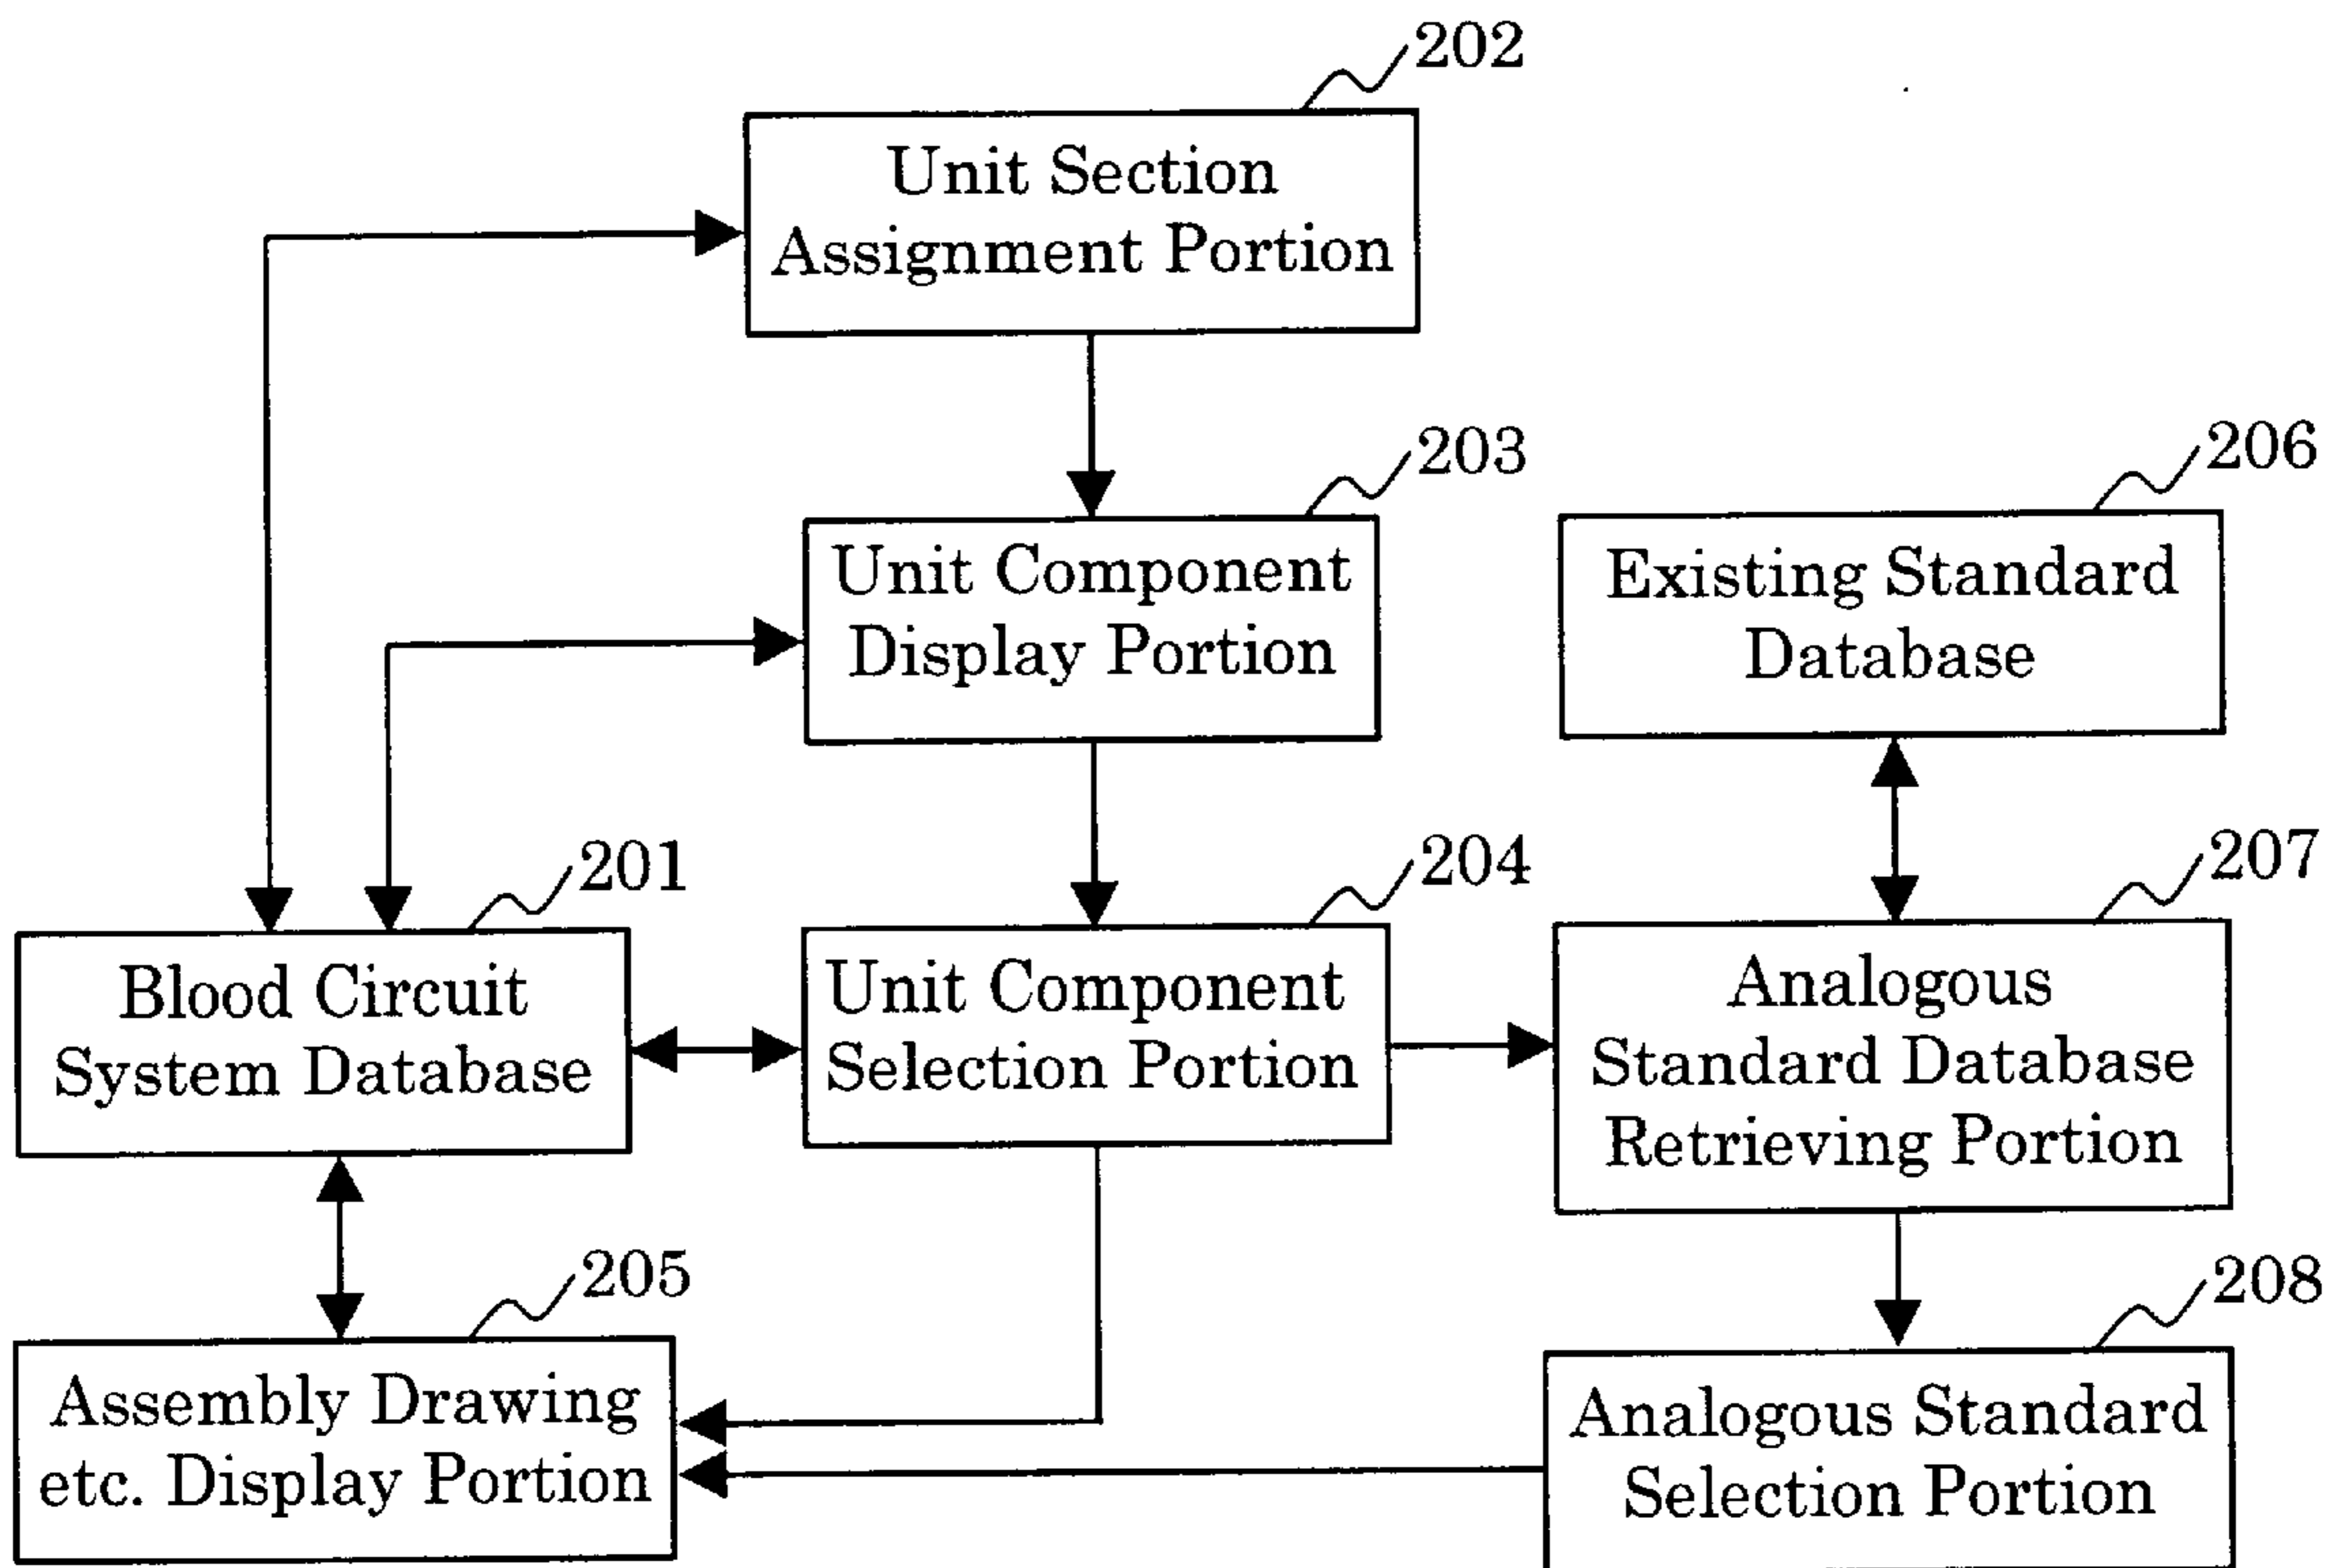 202
Unit Section
Assignment Portion
203
Unit Component
Display Portion
206
Existing Standard
Database
201
Blood Circuit
System Database
204
Unit Component
Selection Portion
207
Analogous
Standard Database
Retrieving Portion
205
Assembly Drawing
etc. Display Portion
208
Analogous Standard
Selection Portion